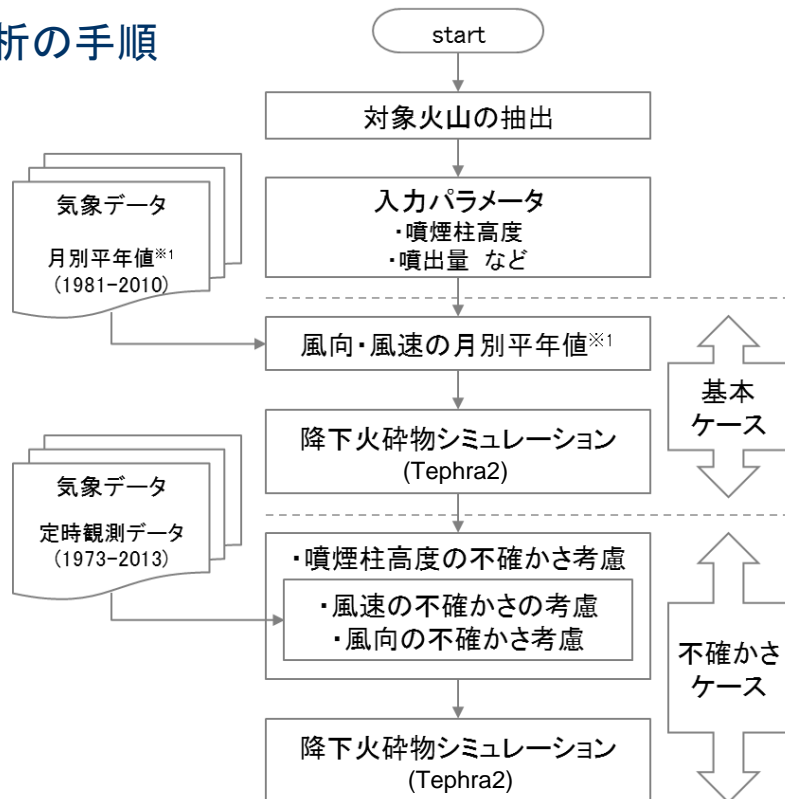 析の手順
start
対象火山の抽出
気象データ
月別平年値※1
(1981-2010)
入力パラメータ
・噴煙柱高度
・噴出量 など
風向・風速の月別平年値※1
基本
ケース
降下火砕物シミュレーション
(Tephra2)
気象データ
定時観測データ
(1973-2013)
・噴煙柱高度の不確かさ考慮
・風速の不確かさの考慮
・風向の不確かさ考慮
不確かさ
ケース
降下火砕物シミュレーション
(Tephra2)